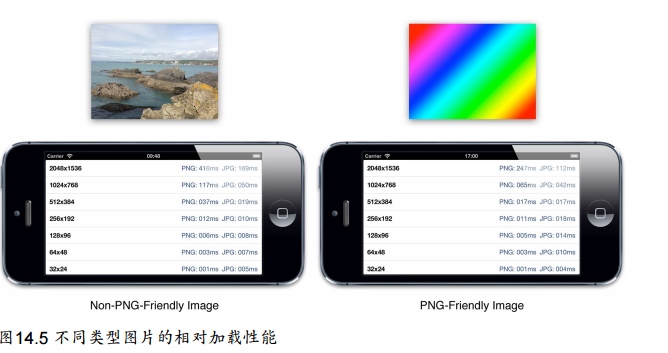 Carrier 09:48
2048x1536 PNG: 416ms JPG: 169ms
1024x768 PNG: 117ms JPG: 050ms
512x384 PNG: 037ms JPG: 019ms
256x192 PNG: 012ms JPG: 010ms
128x96 PNG: 006ms JPG: 008ms
64x48 PNG: 003ms JPG: 007ms
32x24 PNG: 001ms JPG: 005ms
Non-PNG-Friendly Image
Carrier 17:00
2048x1536 PNG: 247ms JPG: 112ms
1024x768 PNG: 065ms JPG: 042ms
512x384 PNG: 017ms JPG: 017ms
256x192 PNG: 011ms JPG: 018ms
128x96 PNG: 005ms JPG: 014ms
64x48 PNG: 003ms JPG: 010ms
32x24 PNG: 001ms JPG: 004ms
PNG-Friendly Image
图14.5 不同类型图片的相对加载性能